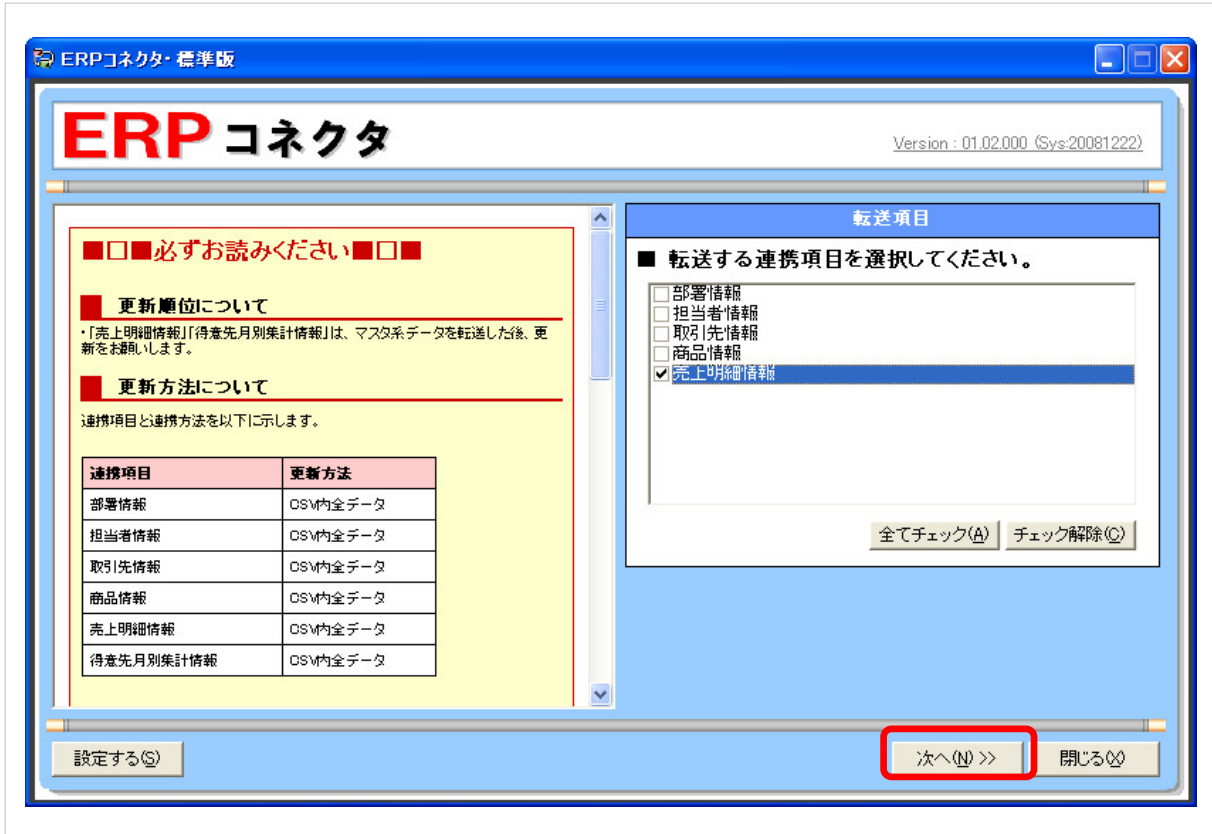 ERPコネクタ・標準版
ERP コネクタ
Version : 01.02.000 (Sys:20081222)
■□■必ずお読みください■□■
更新順位について
・「売上明細情報」「得意先月別集計情報」は、マスタ系データを転送した後、更
新をお願いします。
更新方法について
連携項目と連携方法を以下に示します。
連携項目 更新方法
部署情報 CSV内全データ
担当者情報 CSV内全データ
取引先情報 CSV内全データ
商品情報 CSV内全データ
売上明細情報 CSV内全データ
得意先月別集計情報 CSV内全データ
転送項目
■ 転送する連携項目を選択してください。
部署情報
担当者情報
取引先情報
商品情報
売上明細情報
全てチェック(A) チェック解除(C)
設定する(S) 次へ(N) >> 閉じる(X)